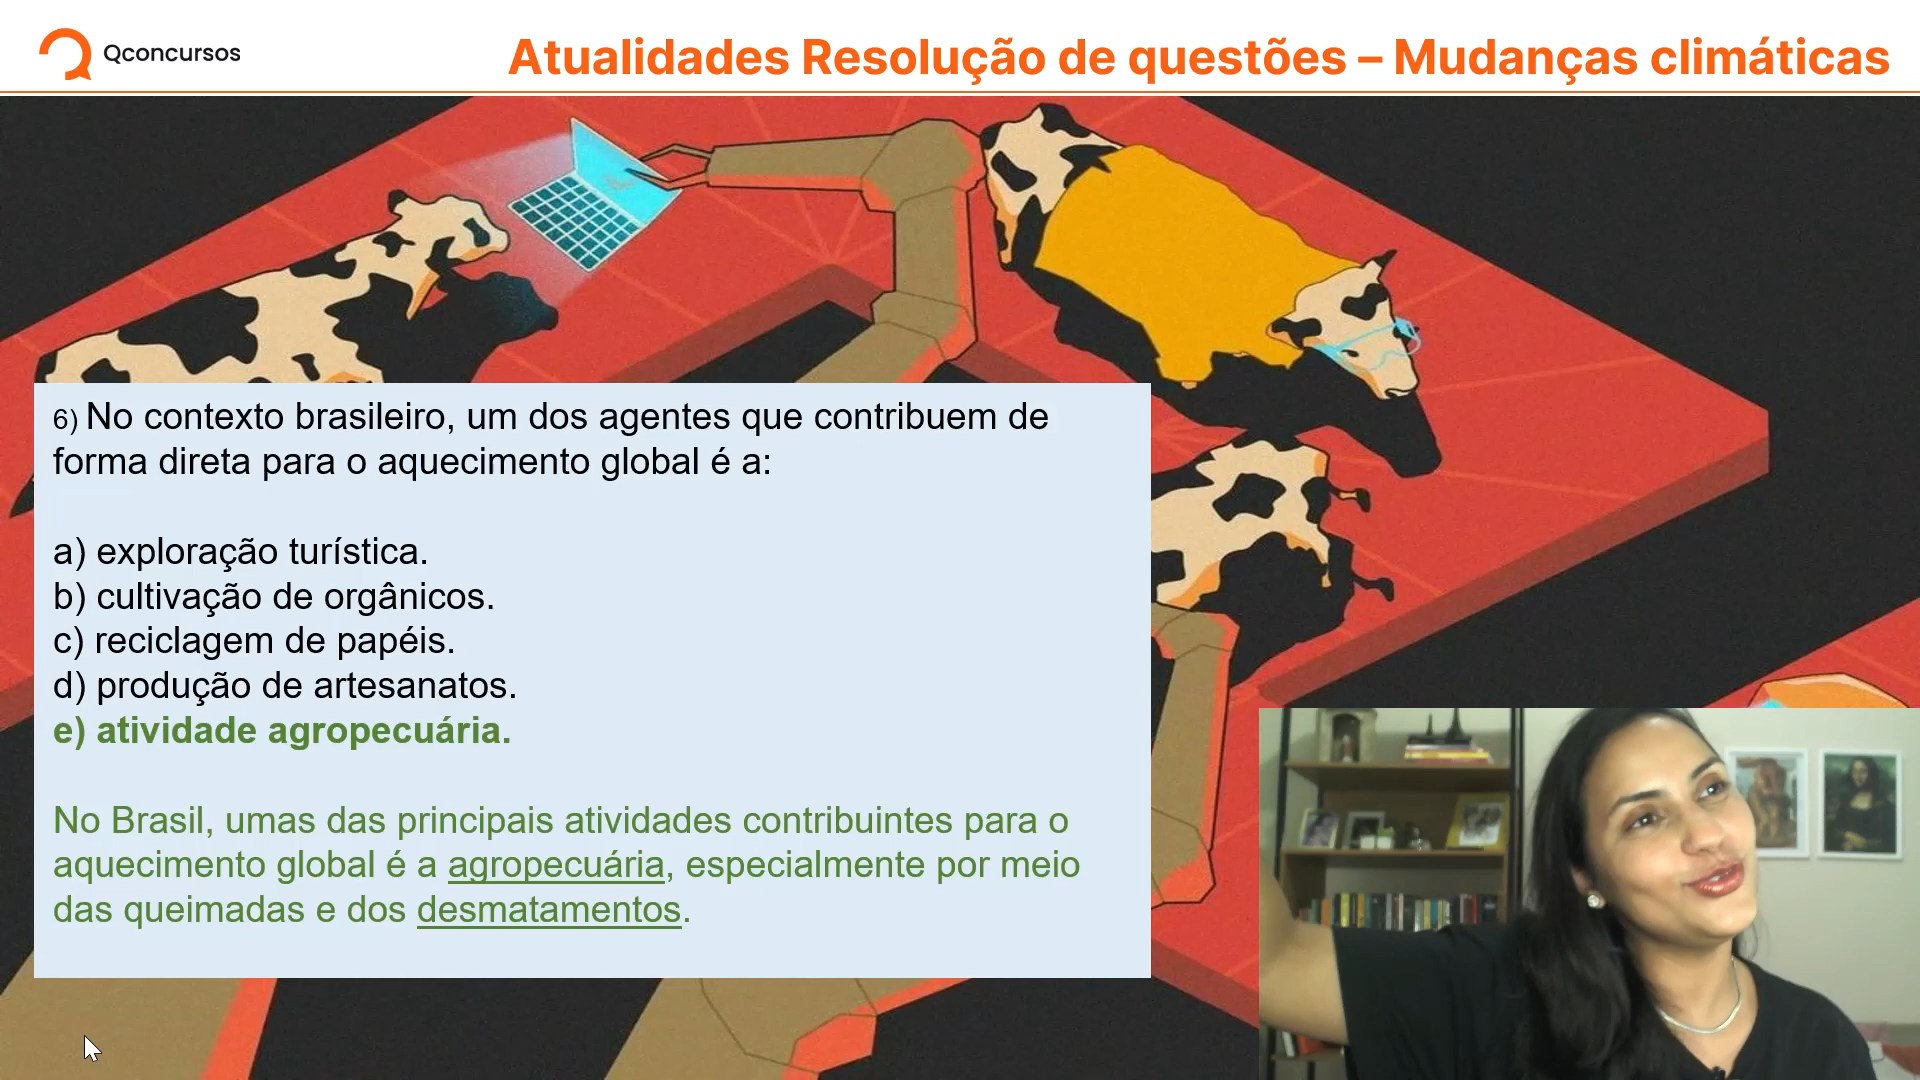 Qconcursos
Atualidades Resolução de questões – Mudanças climáticas
6) No contexto brasileiro, um dos agentes que contribuem de
forma direta para o aquecimento global é a:
a) exploração turística.
b) cultivação de orgânicos.
c) reciclagem de papéis.
d) produção de artesanatos.
e) atividade agropecuária.
No Brasil, umas das principais atividades contribuintes para o
aquecimento global é a agropecuária, especialmente por meio
das queimadas e dos desmatamentos.